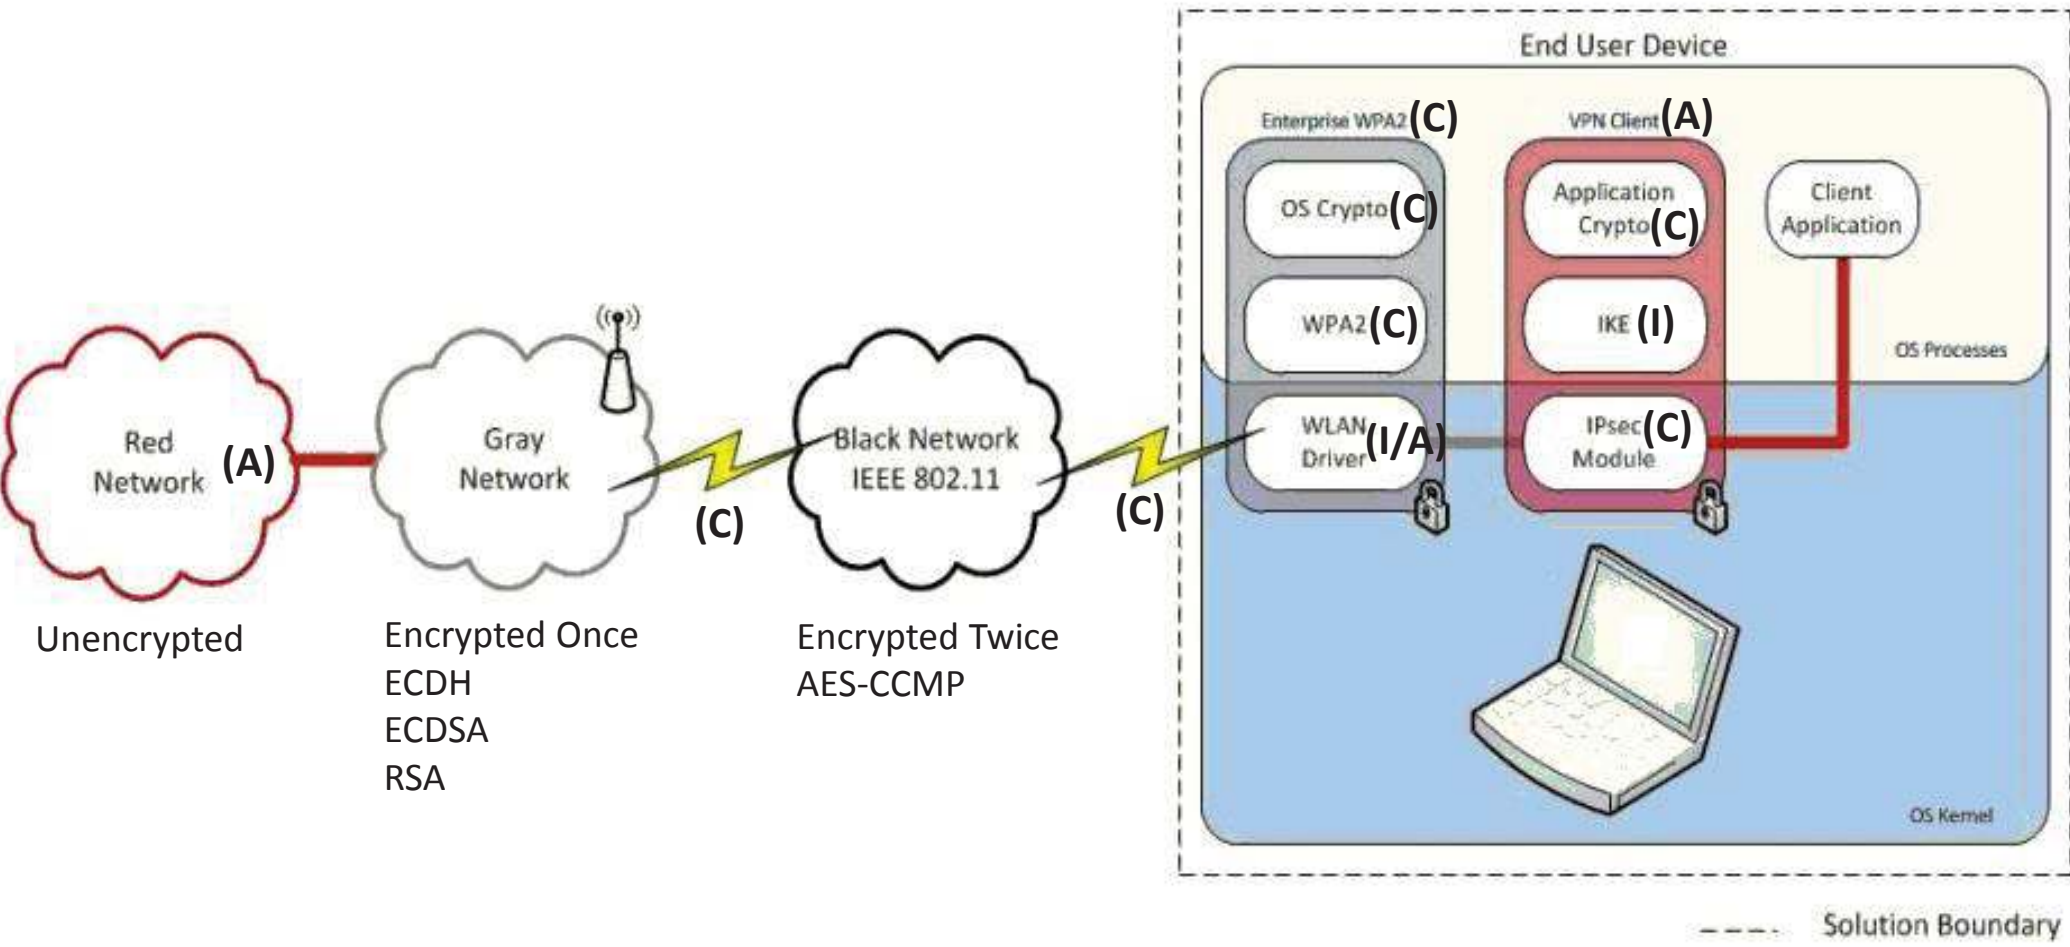 End User Device
Enterprise WPA2 (C)
VPN Client (A)
OS Crypto (C)
Application
Crypto (C)
Client
Application
WPA2 (C)
IKE (I)
OS Processes
WLAN
Driver (I/A)
IPsec
Module (C)
Red
Network (A)
Gray
Network
Black Network
IEEE 802.11
(C)
(C)
Unencrypted
Encrypted Once
ECDH
ECDSA
RSA
Encrypted Twice
AES-CCMP
OS Kernel
Solution Boundary